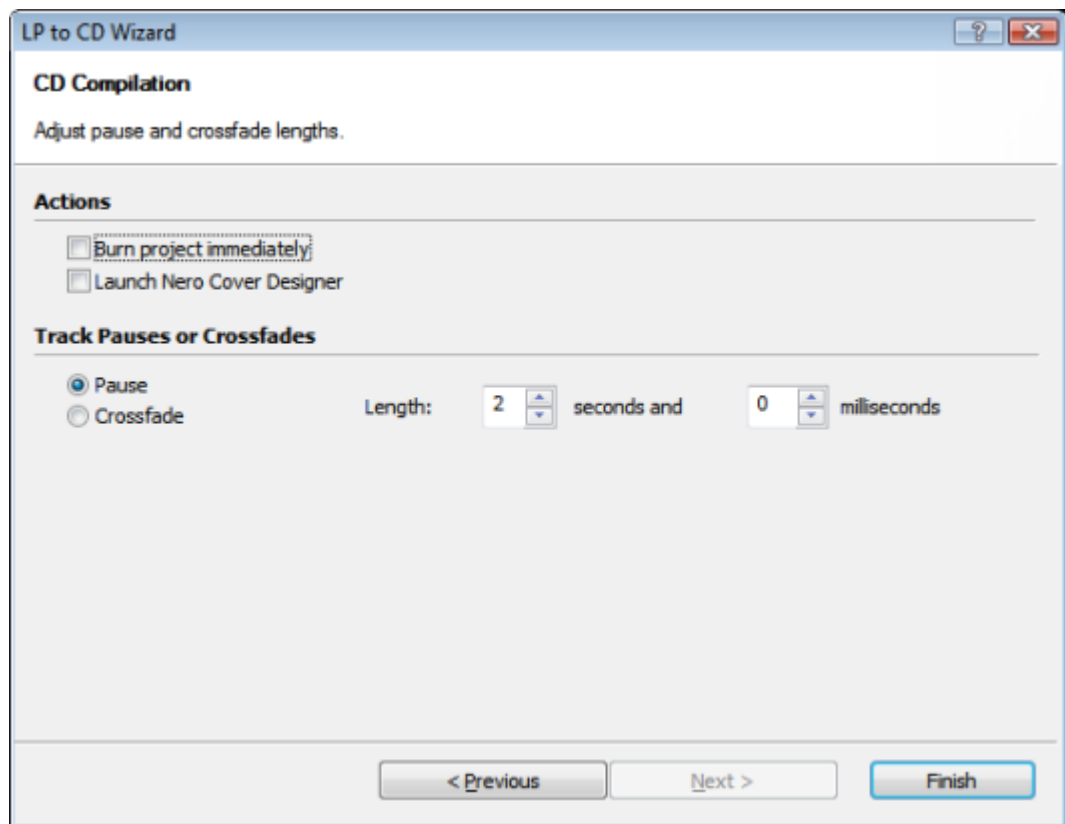 LP to CD Wizard
?
CD Compilation
Adjust pause and crossfade lengths.
Actions
Burn project immediately
Launch Nero Cover Designer
Track Pauses or Crossfades
Pause
Crossfade
Length: 2 seconds and 0 milliseconds
< Previous Next > Finish